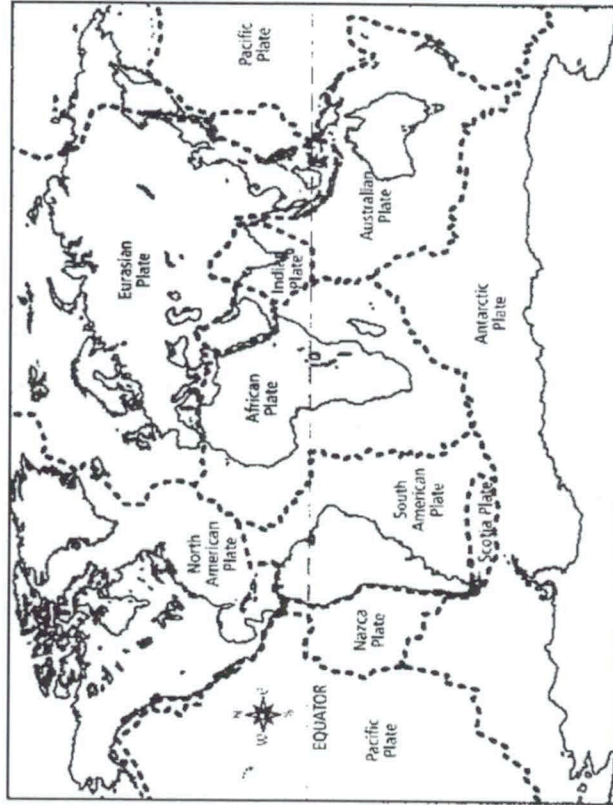 Pacific
Plate
Eurasian
Plate
North
American
Plate
African
Plate
Indian
Plate
N
W
E
S
EQUATOR
Pacific
Plate
Nazca
Plate
South
American
Plate
Scotia Plate
Australian
Plate
Antarctic
Plate